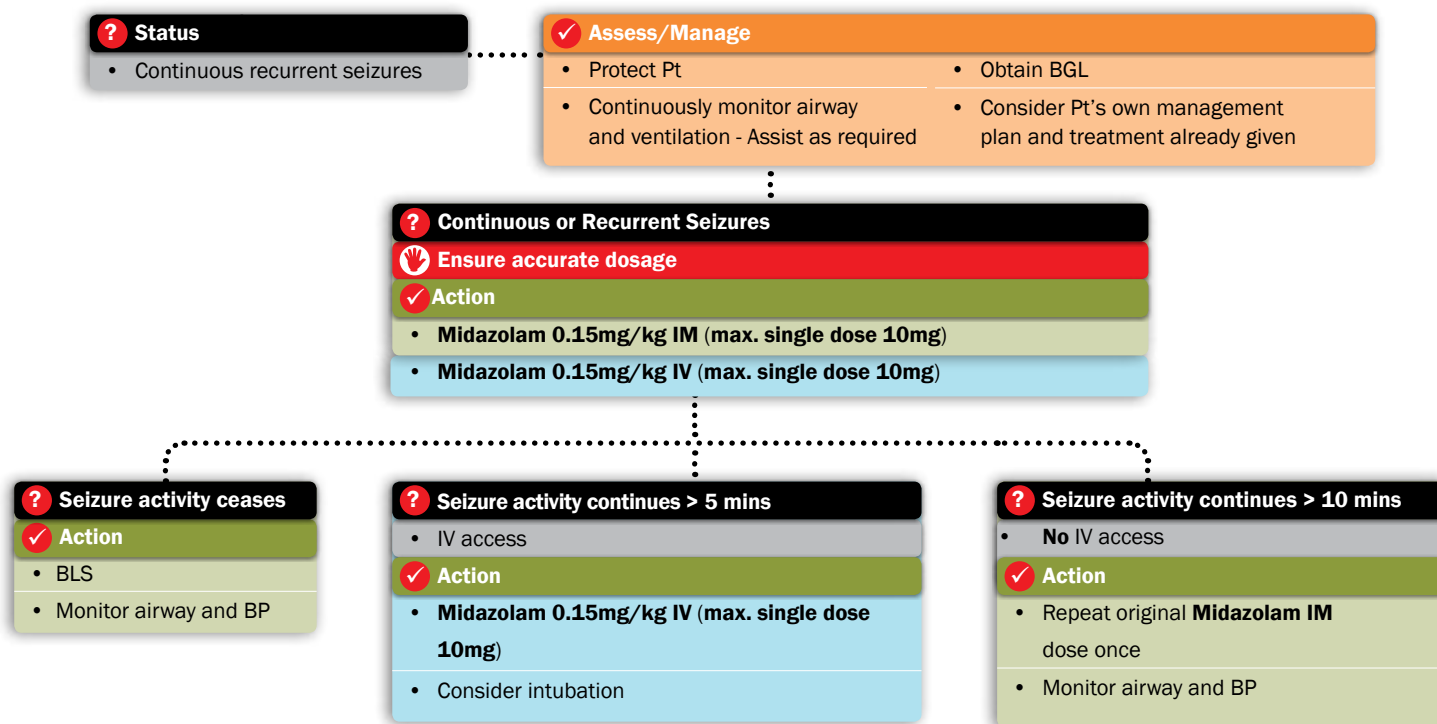 Status
• Continuous recurrent seizures
Assess/Manage
• Protect Pt
• Continuously monitor airway
and ventilation - Assist as required
• Obtain BGL
• Consider Pt's own management
plan and treatment already given
Continuous or Recurrent Seizures
Ensure accurate dosage
Action
• Midazolam 0.15mg/kg IM (max. single dose 10mg)
• Midazolam 0.15mg/kg IV (max. single dose 10mg)
Seizure activity ceases
Action
• BLS
• Monitor airway and BP
Seizure activity continues > 5 mins
• IV access
Action
• Midazolam 0.15mg/kg IV (max. single dose
10mg)
• Consider intubation
Seizure activity continues > 10 mins
• No IV access
Action
• Repeat original Midazolam IM
dose once
• Monitor airway and BP